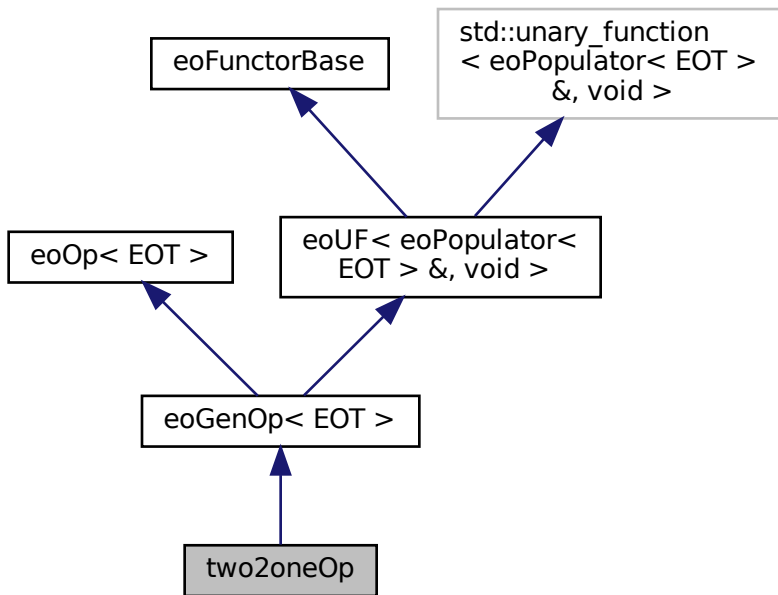 std::unary_function
< eoPopulator< EOT >
&, void >
eoFunctorBase
eoUF< eoPopulator<
EOT > &, void >
eoOp< EOT >
eoGenOp< EOT >
two2oneOp